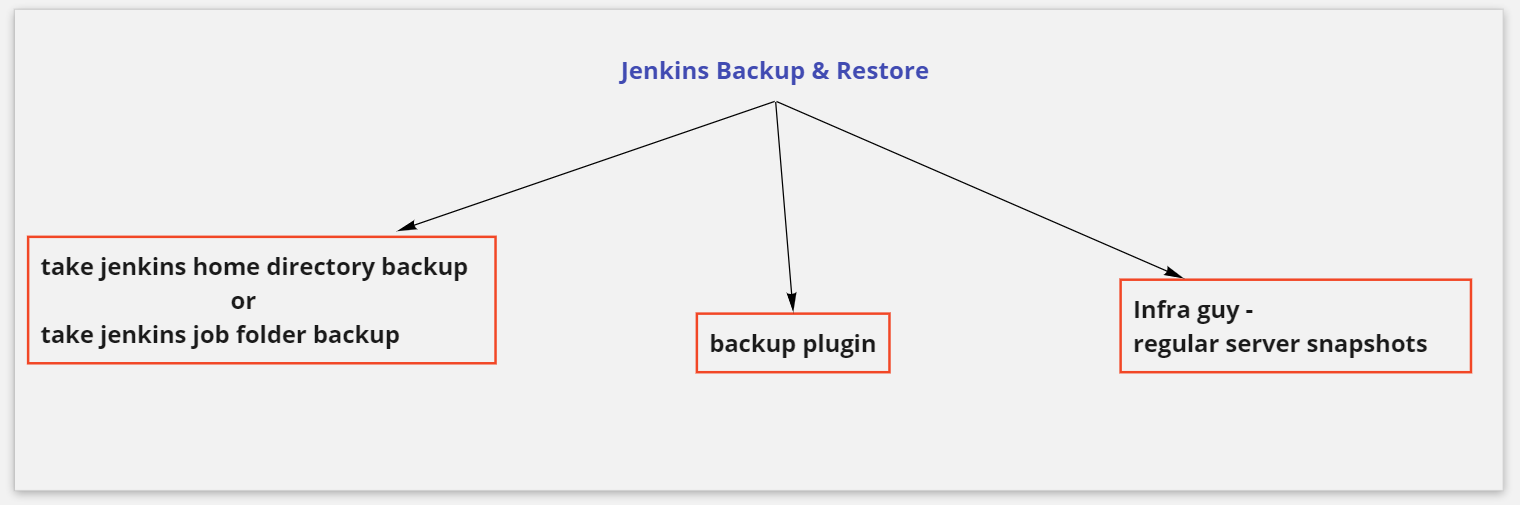 Jenkins Backup & Restore
take jenkins home directory backup
or
take jenkins job folder backup
backup plugin
Infra guy -
regular server snapshots